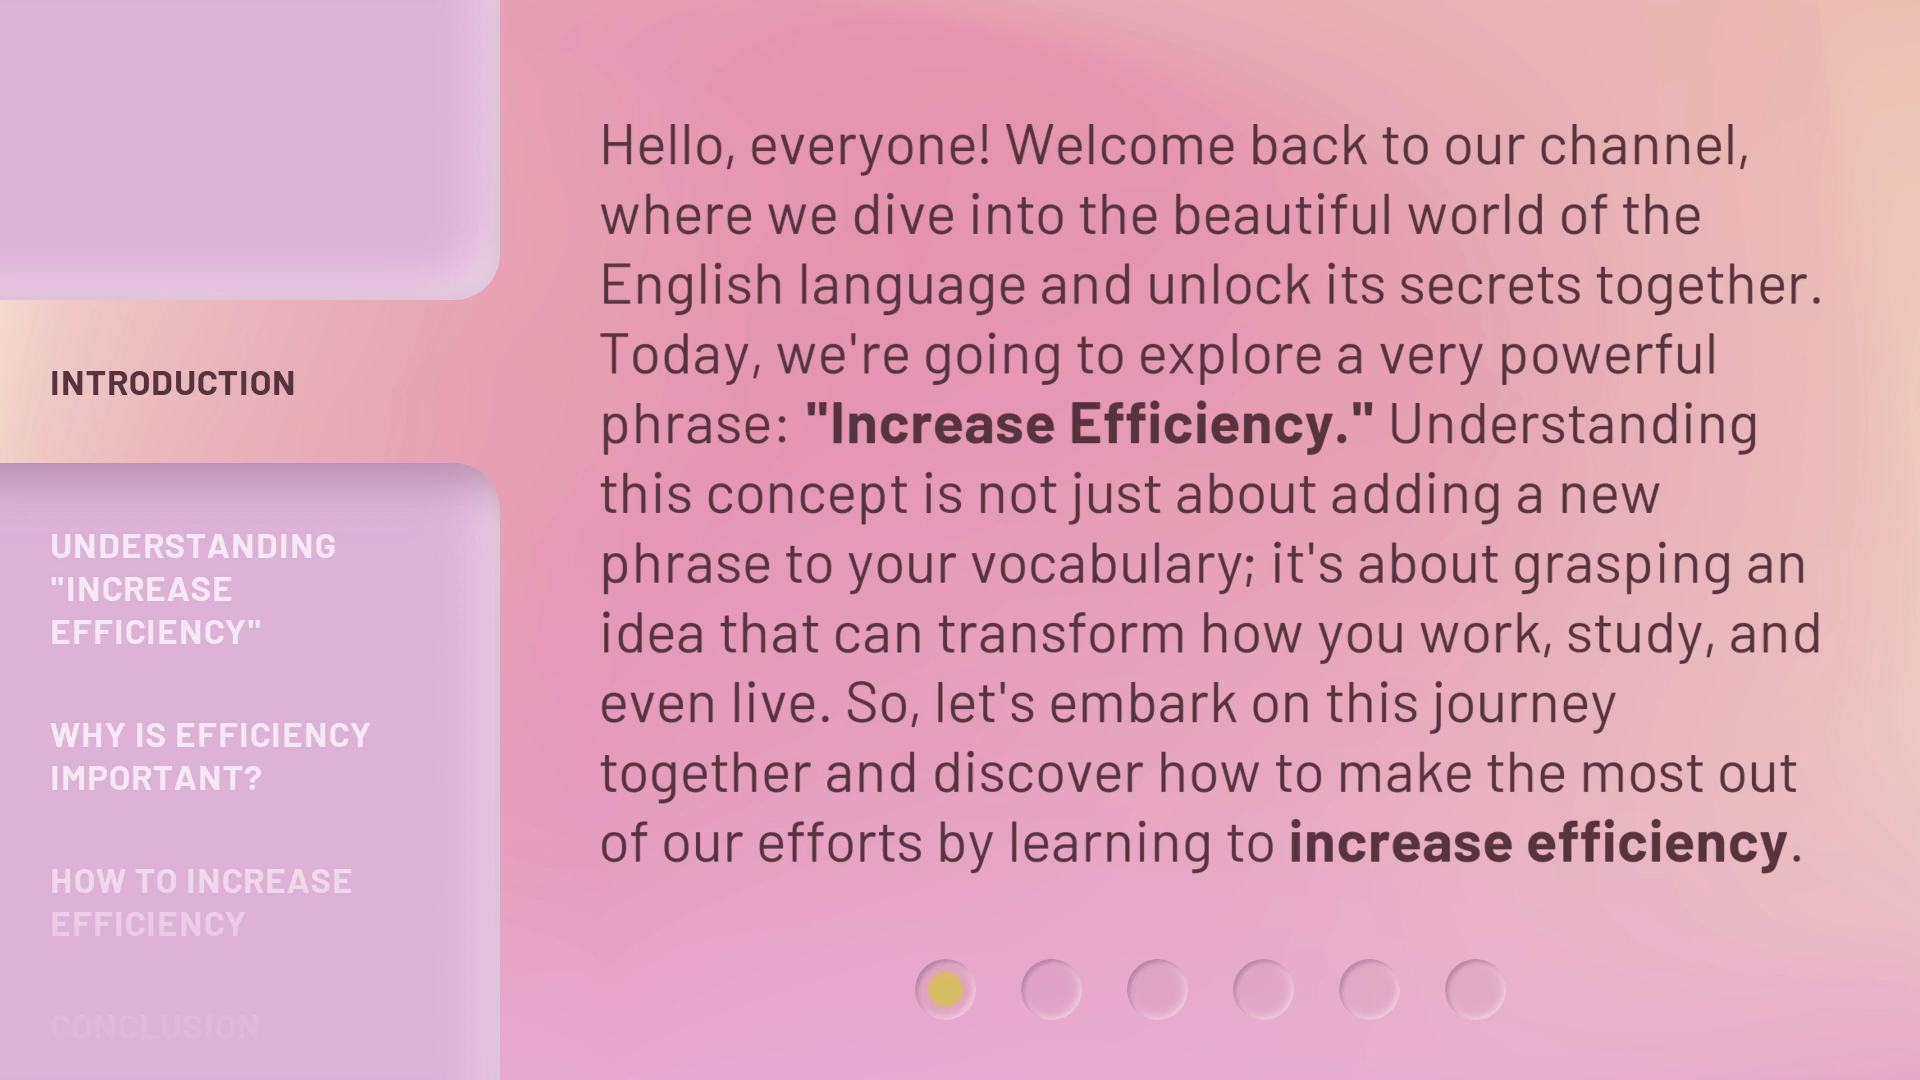 INTRODUCTION
UNDERSTANDING
"INCREASE
EFFICIENCY"
WHY IS EFFICIENCY
IMPORTANT?
HOW TO INCREASE
EFFICIENCY
CONCLUSION
Hello, everyone! Welcome back to our channel,
where we dive into the beautiful world of the
English language and unlock its secrets together.
Today, we're going to explore a very powerful
phrase: "Increase Efficiency." Understanding
this concept is not just about adding a new
phrase to your vocabulary; it's about grasping an
idea that can transform how you work, study, and
even live. So, let's embark on this journey
together and discover how to make the most out
of our efforts by learning to increase efficiency.